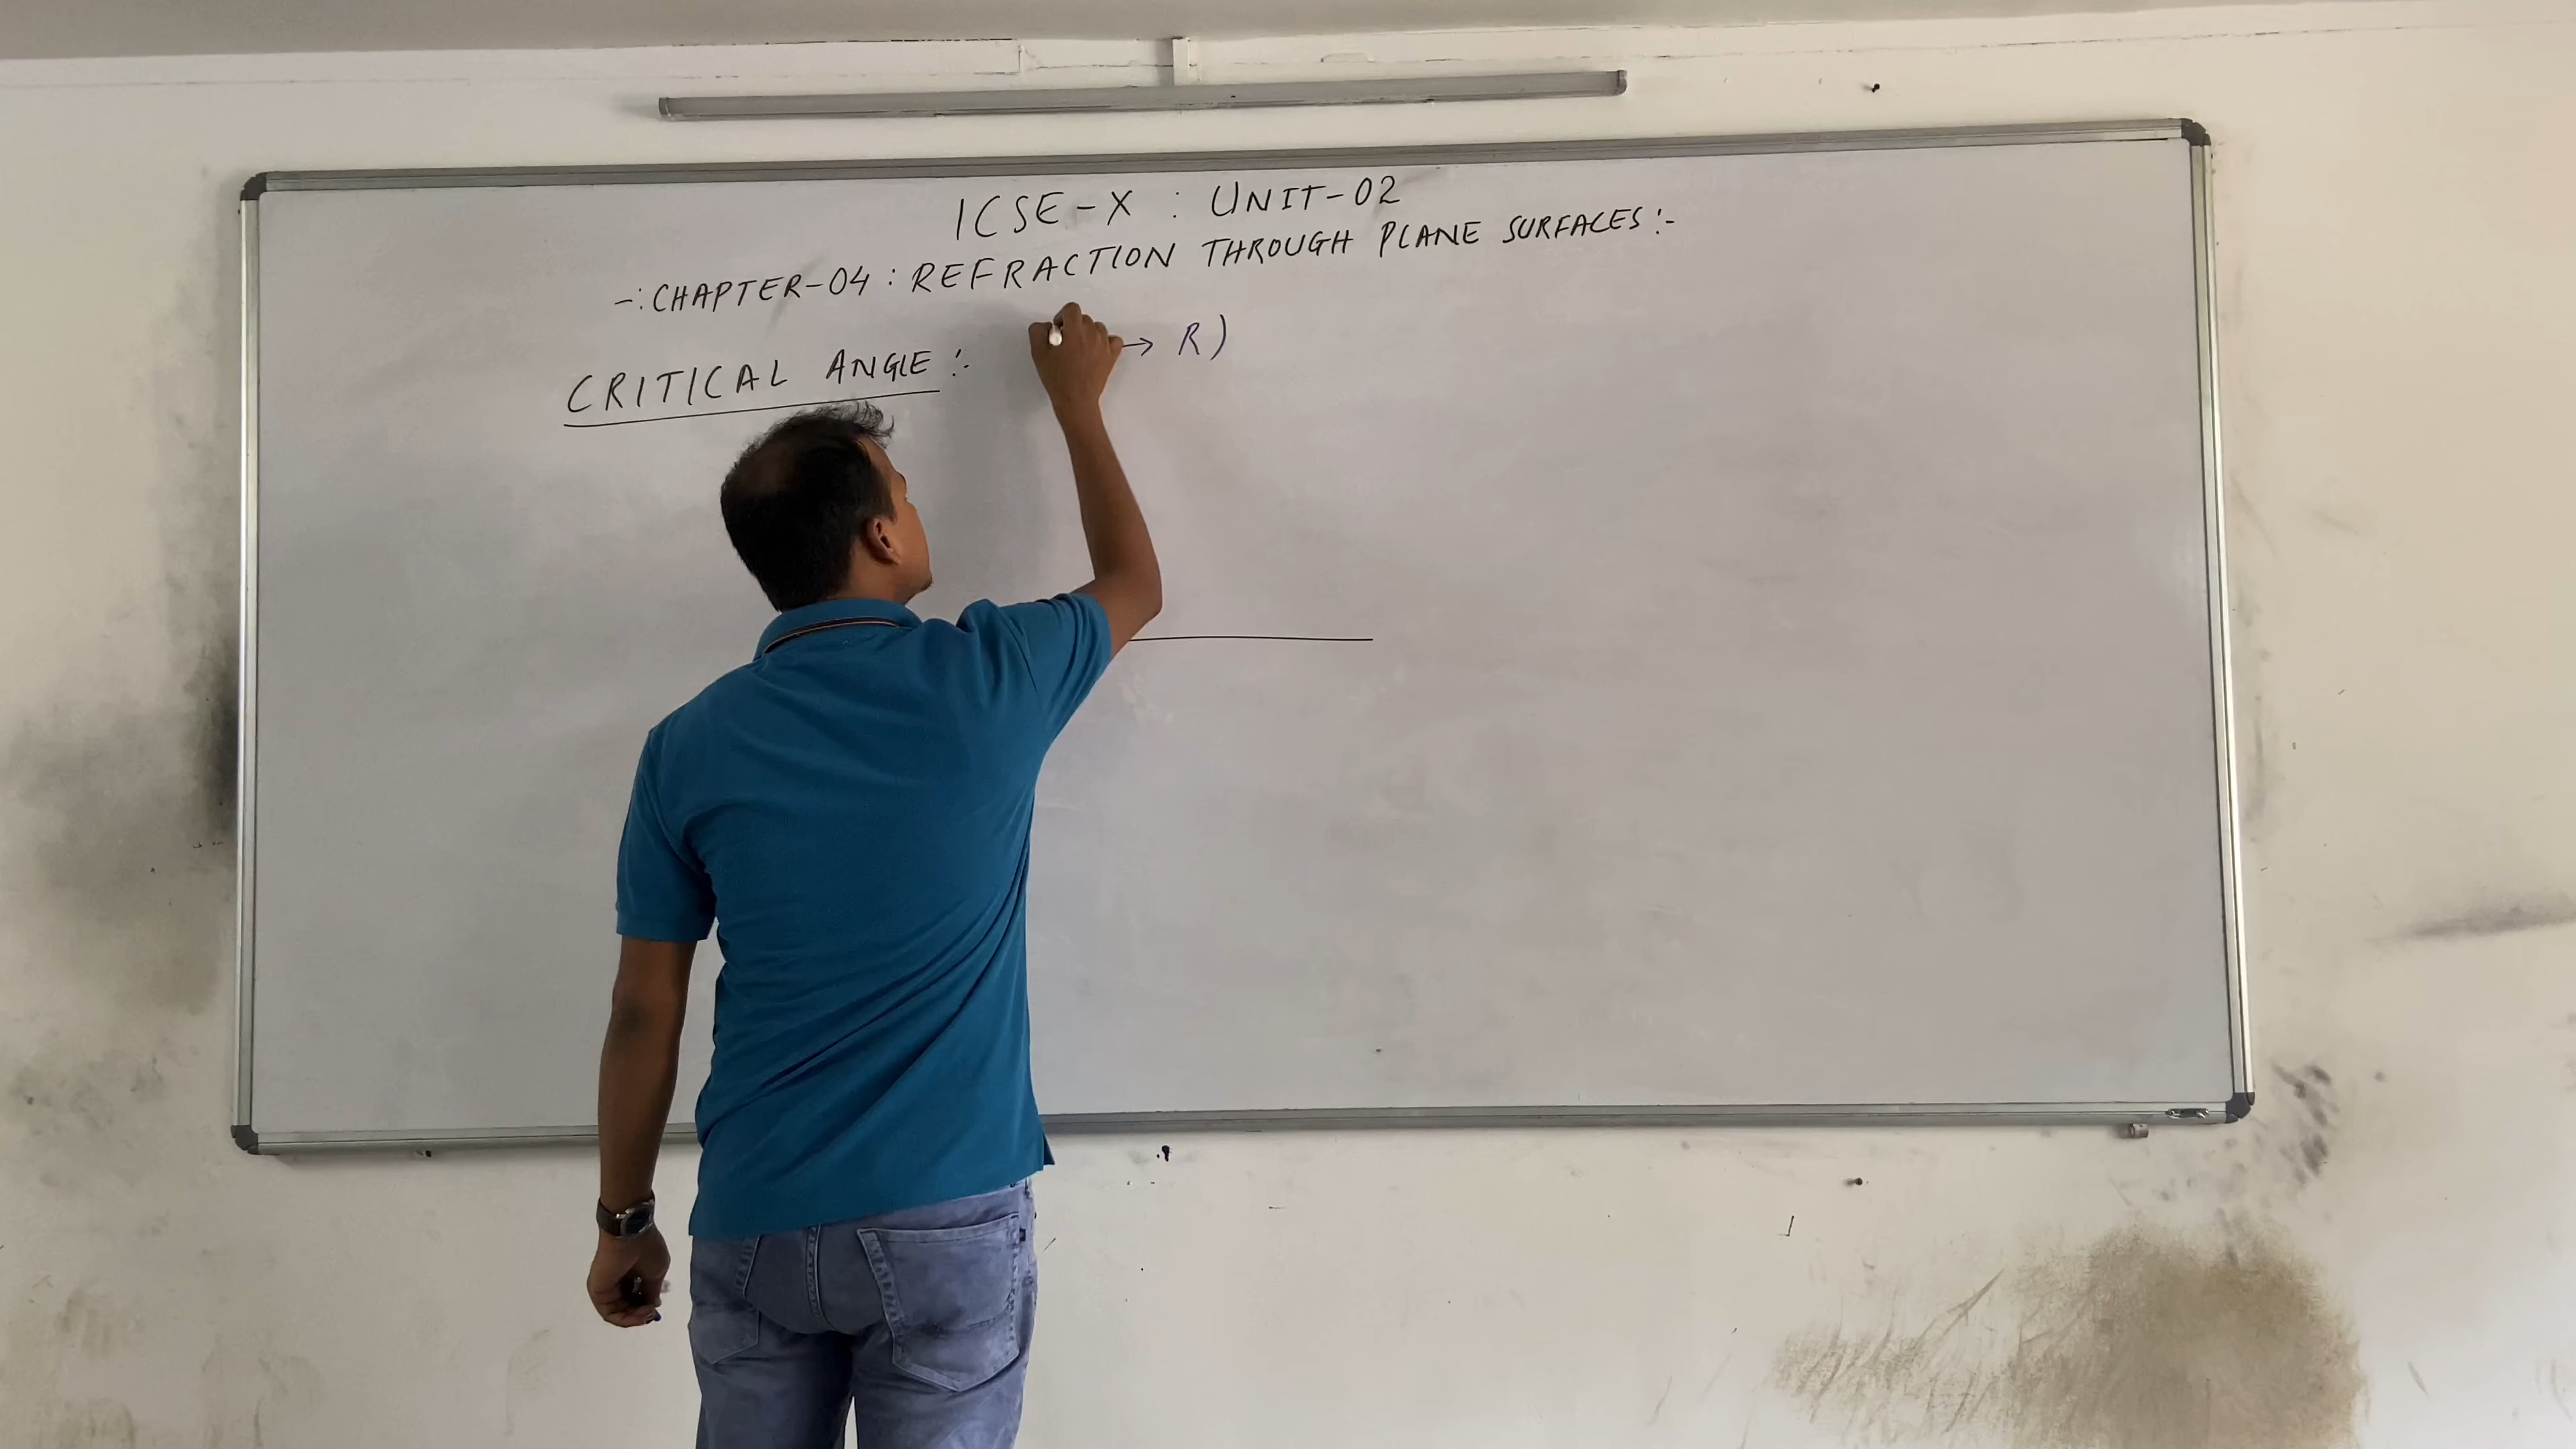 ICSE-X : UNIT-02
-: CHAPTER-04 : REFRACTION THROUGH PLANE SURFACES :-
CRITICAL ANGLE :- → R)